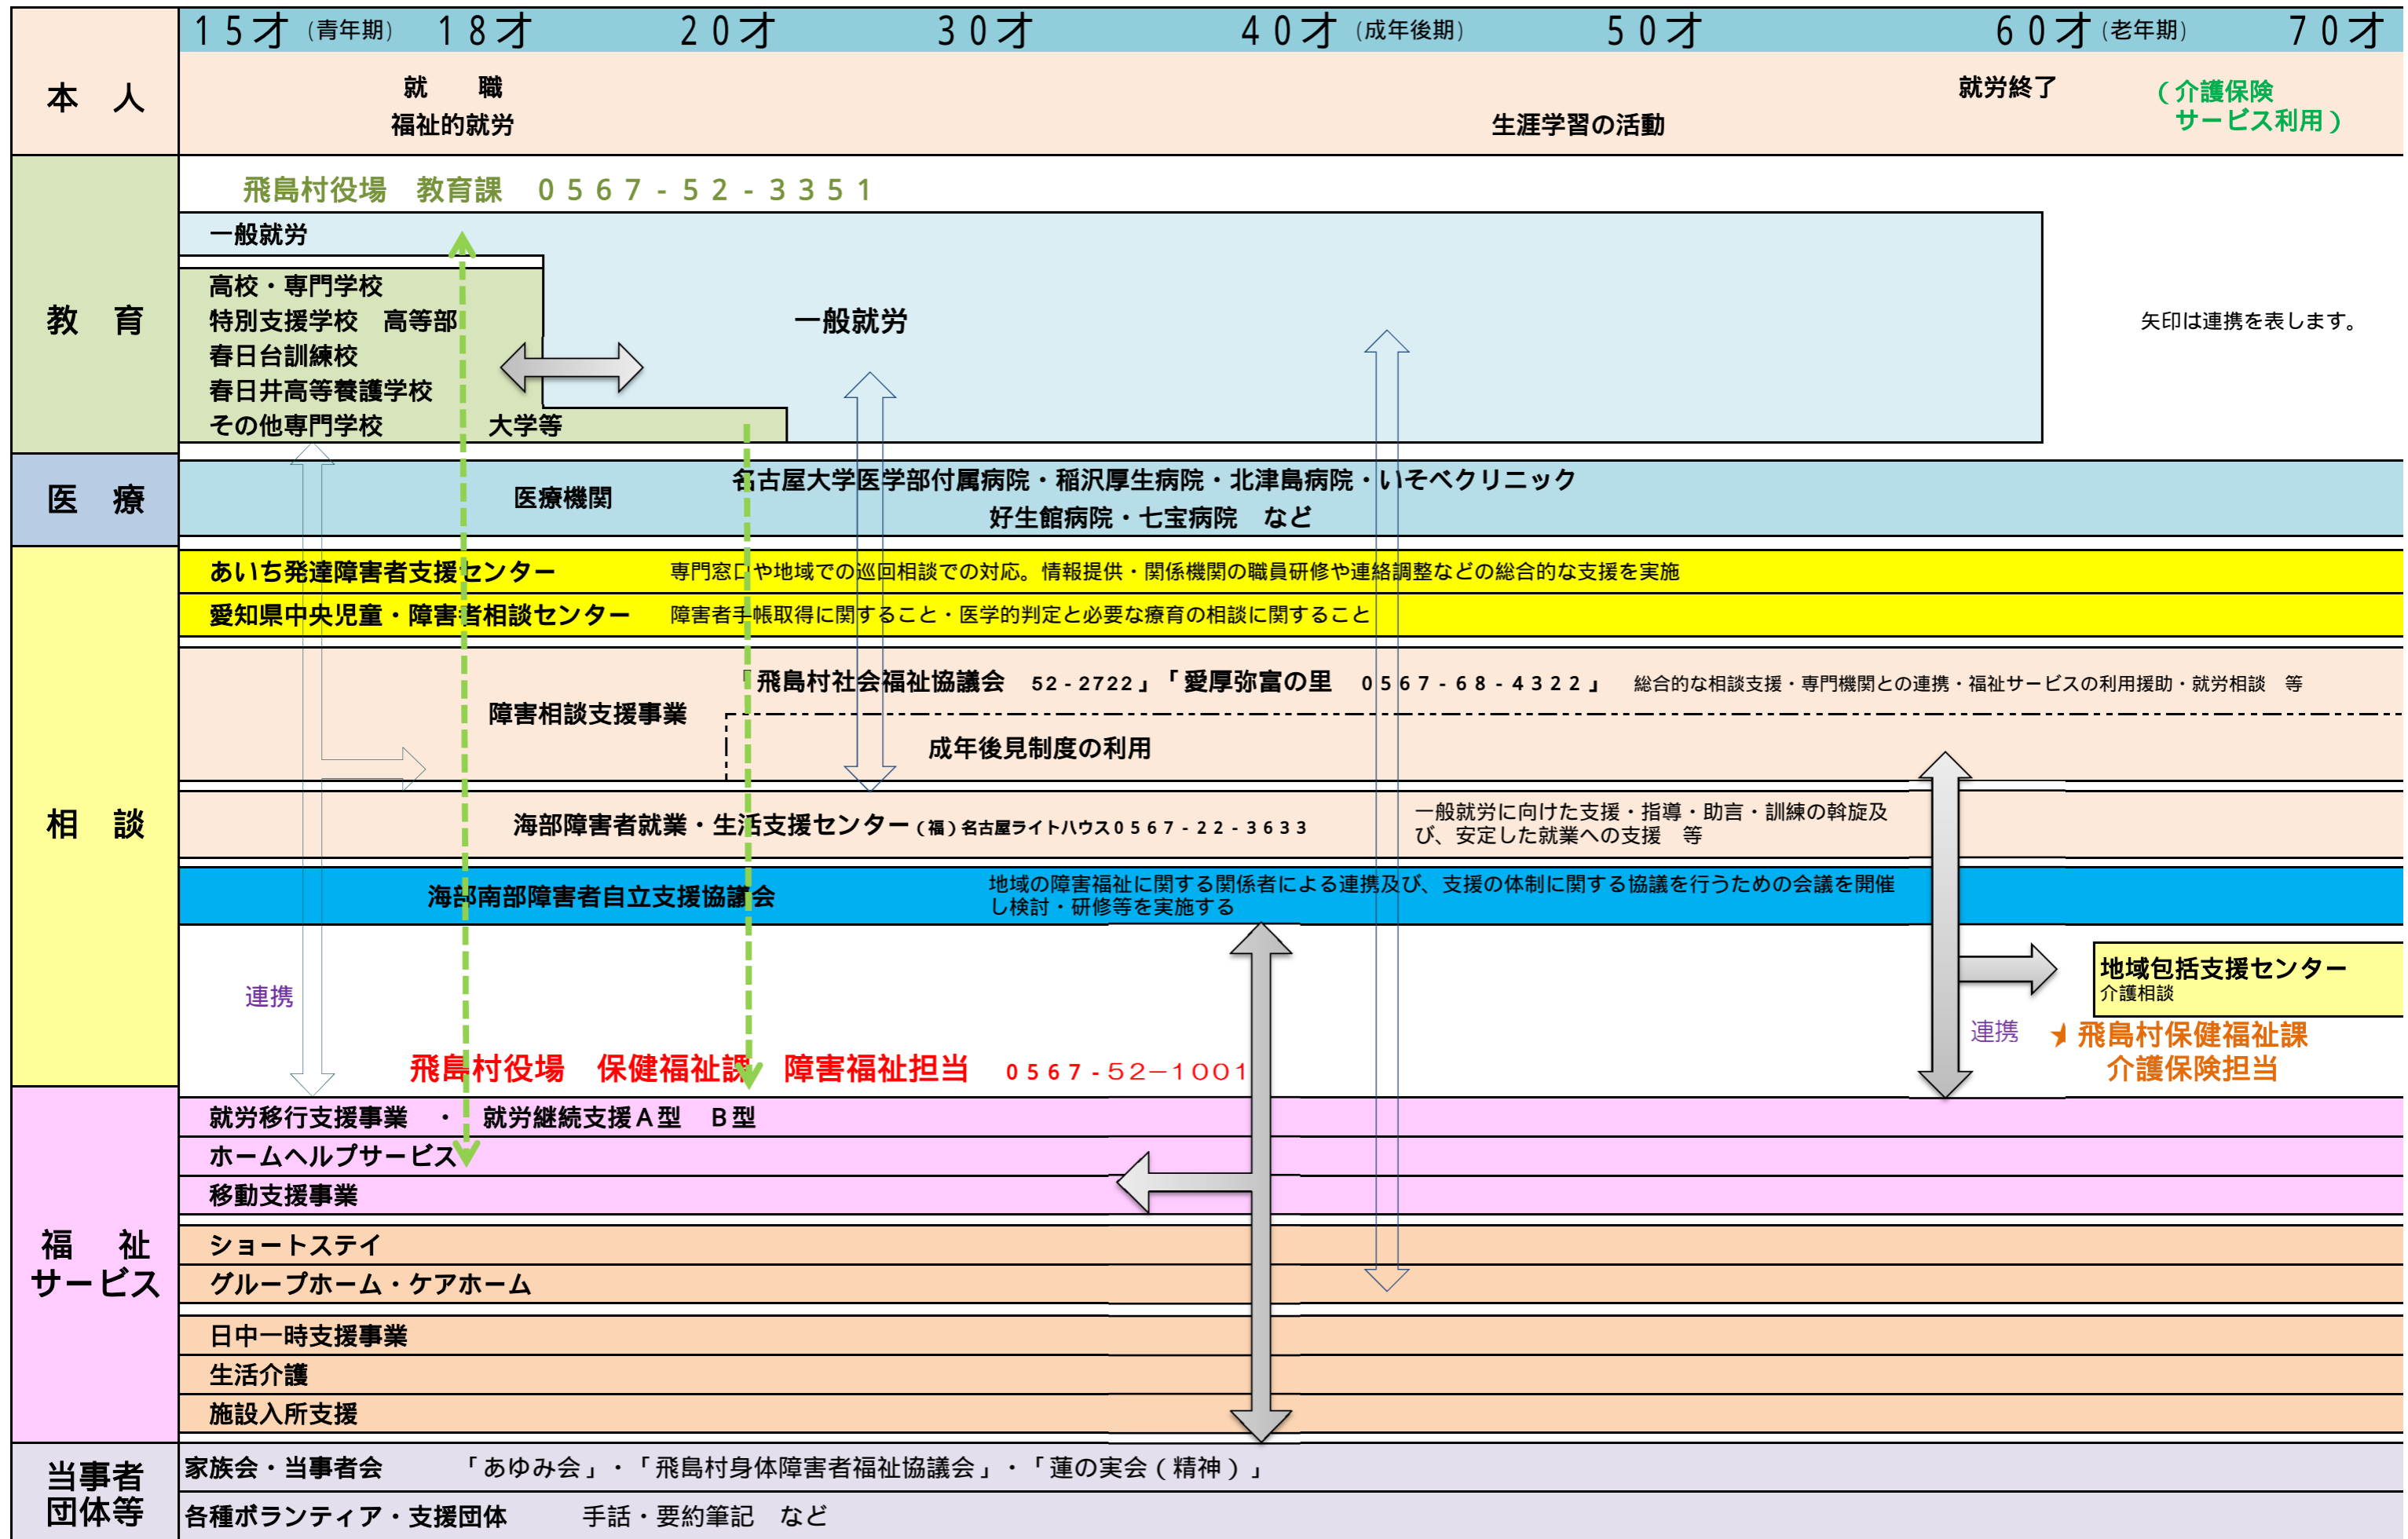 15才 (青年期) 18才 20才 30才 40才 (成年後期) 50才 60才 (老年期) 70才
本 人
就 職
福祉的就労
生涯学習の活動
就労終了
(介護保険
サービス利用)
教 育
飛島村役場 教育課 0567-52-3351
一般就労
高校・専門学校
特別支援学校 高等部
春日台訓練校
春日井高等養護学校
その他専門学校 大学等
一般就労
矢印は連携を表します。
医 療
医療機関
名古屋大学医学部付属病院・稲沢厚生病院・北津島病院・いそべクリニック
好生館病院・七宝病院 など
相 談
あいち発達障害者支援センター 専門窓口や地域での巡回相談での対応。情報提供・関係機関の職員研修や連絡調整などの総合的な支援を実施
愛知県中央児童・障害者相談センター 障害者手帳取得に関すること・医学的判定と必要な療育の相談に関すること
障害相談支援事業
「飛島村社会福祉協議会 52-2722」「愛厚弥富の里 0567-68-4322」 総合的な相談支援・専門機関との連携・福祉サービスの利用援助・就労相談 等
成年後見制度の利用
海部障害者就業・生活支援センター(福)名古屋ライトハウス0567-22-3633
一般就労に向けた支援・指導・助言・訓練の斡旋及
び、安定した就業への支援 等
海部南部障害者自立支援協議会
地域の障害福祉に関する関係者による連携及び、支援の体制に関する協議を行うための会議を開催
し検討・研修等を実施する
連携
地域包括支援センター
介護相談
連携
飛島村保健福祉課
介護保険担当
飛島村役場 保健福祉課 障害福祉担当 0567-52−1001
福 祉
サービス
就労移行支援事業 ・ 就労継続支援A型 B型
ホームヘルプサービス
移動支援事業
ショートステイ
グループホーム・ケアホーム
日中一時支援事業
生活介護
施設入所支援
当事者
団体等
家族会・当事者会 「あゆみ会」・「飛島村身体障害者福祉協議会」・「蓮の実会(精神)」
各種ボランティア・支援団体 手話・要約筆記 など